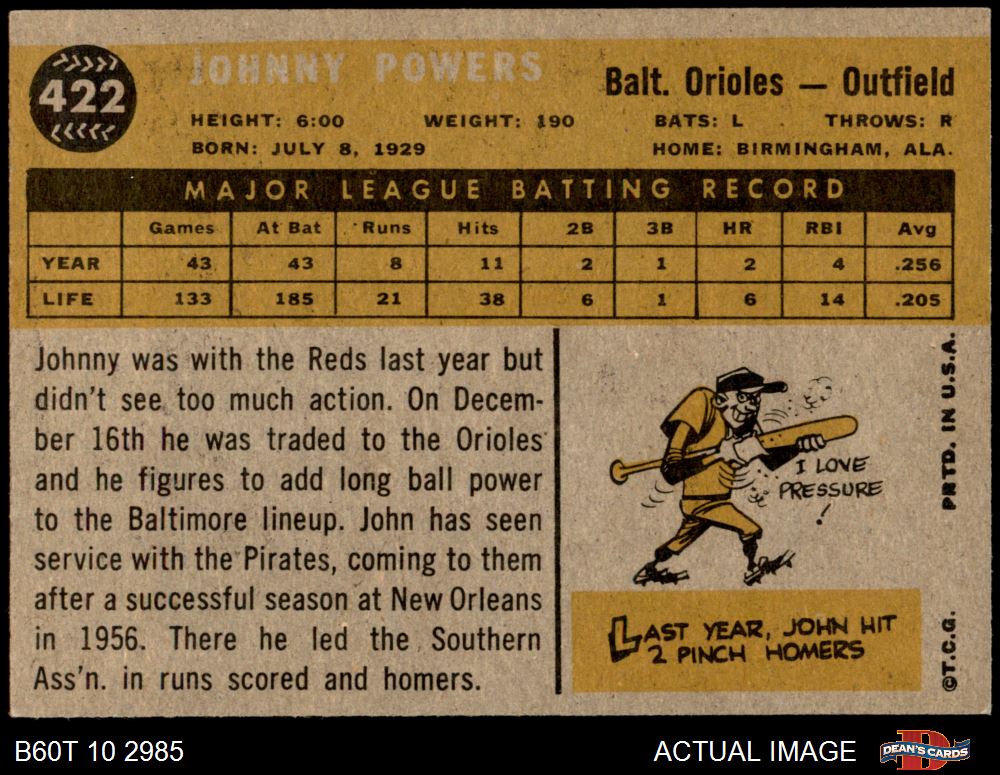 422
JOHNNY POWERS
Balt. Orioles — Outfield
HEIGHT: 6:00 WEIGHT: 190 BATS: L THROWS: R
BORN: JULY 8, 1929 HOME: BIRMINGHAM, ALA.
MAJOR LEAGUE BATTING RECORD
Games At Bat Runs Hits 2B 3B HR RBI Avg
YEAR 43 43 8 11 2 1 2 4 .256
LIFE 133 185 21 38 6 1 6 14 .205
Johnny was with the Reds last year but
didn't see too much action. On Decem-
ber 16th he was traded to the Orioles
and he figures to add long ball power
to the Baltimore lineup. John has seen
service with the Pirates, coming to them
after a successful season at New Orleans
in 1956. There he led the Southern
Ass'n. in runs scored and homers.
I LOVE
PRESSURE
!
LAST YEAR, JOHN HIT
2 PINCH HOMERS
©T.C.G. PRTD. IN U.S.A.
B60T 10 2985 ACTUAL IMAGE DEAN'S CARDS